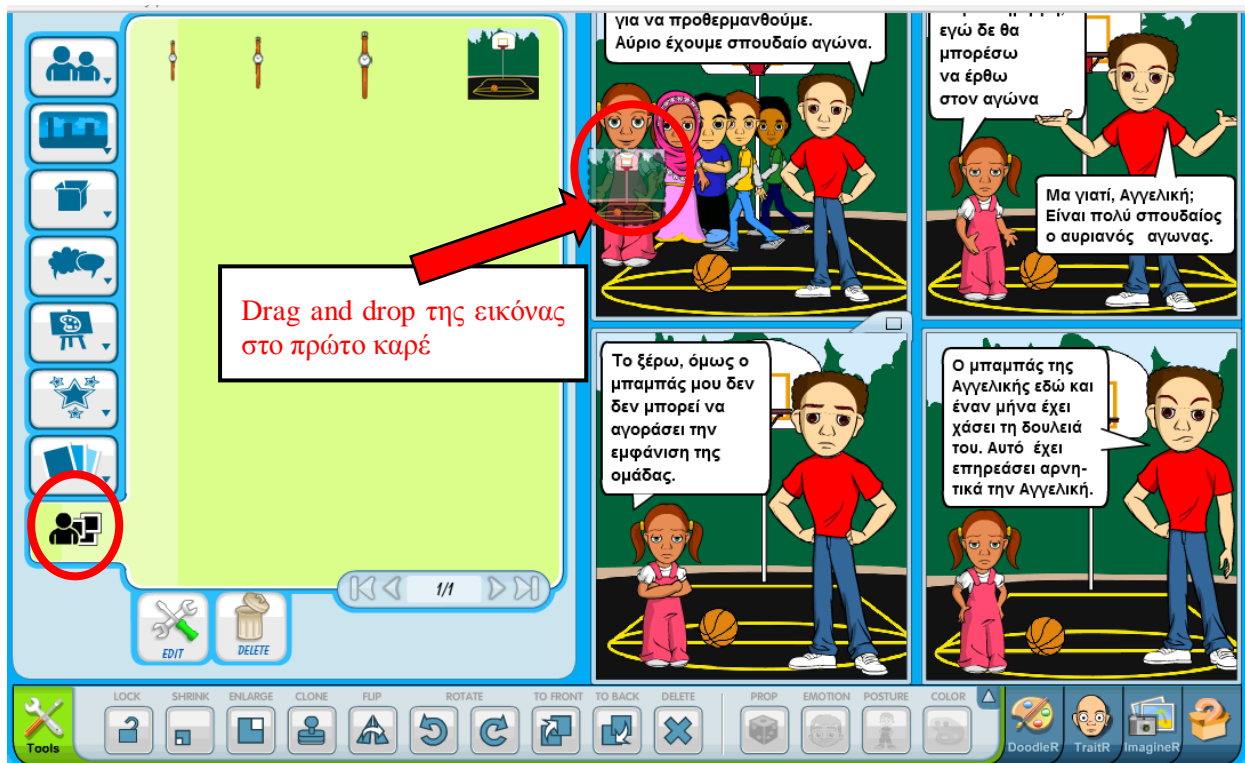 για να προθερμανθούμε.
Αύριο έχουμε σπουδαίο αγώνα.
εγώ δε θα
μπορέσω
να έρθω
στον αγώνα
Μα γιατί, Αγγελική;
Είναι πολύ σπουδαίος
ο αυριανός αγωνας.
Drag and drop της εικόνας
στο πρώτο καρέ
Το ξέρω, όμως ο
μπαμπάς μου δεν
δεν μπορεί να
αγοράσει την
εμφάνιση της
ομάδας.
Ο μπαμπάς της
Αγγελικής εδώ και
έναν μήνα έχει
χάσει τη δουλειά
του. Αυτό έχει
επηρεάσει αρνη-
τικά την Αγγελική.
1/1
EDIT
DELETE
LOCK SHRINK ENLARGE CLONE FLIP ROTATE TO FRONT TO BACK DELETE PROP EMOTION POSTURE COLOR
Tools
DoodleR TraitR ImagineR